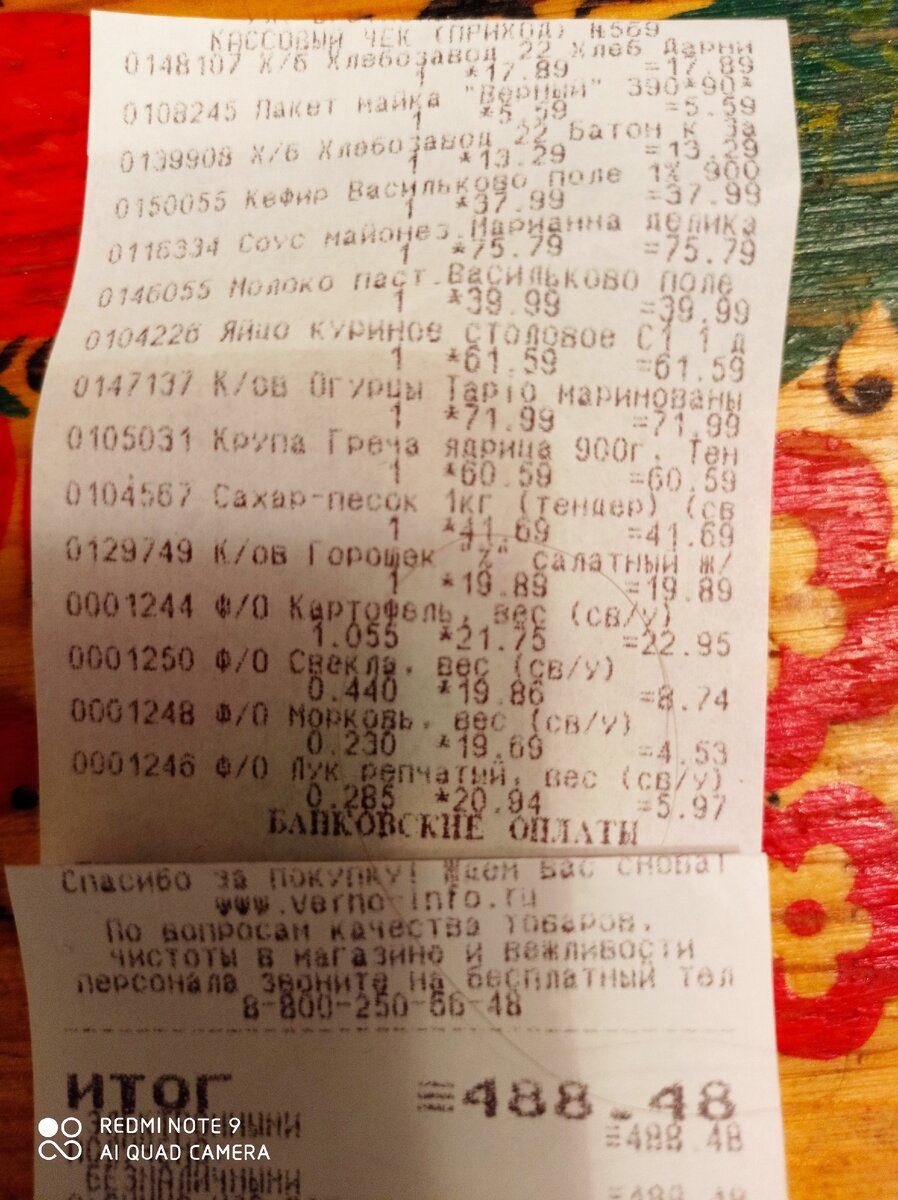 КАССОВЫЙ ЧЕК (ПРИХОД) №569
0148107 Х/б Хлебозавод 22 Хлеб Дарни
1 *17.89 =17.89
0108245 Пакет майка "Верный" 390*90*
1 *5.59 =5.59
0139908 Х/б Хлебозавод 22 Батон к
1 *13.29 =13.29
0150055 Кефир Васильково поле 1% 900
1 *37.99 =37.99
0116334 Соус майонез.Марианна делика
1 *75.79 =75.79
0146055 Молоко паст.Васильково поле
1 *39.99 =39.99
0104226 Яйцо куриное столовое С1 1 д
1 *61.59 =61.59
0147137 К/ов Огурцы Tapio маринованы
1 *71.99 =71.99
0105031 Крупа Греча ядрица 900г. Тен
1 *60.59 =60.59
0104567 Сахар-песок 1кг (тендер) (св
1 *41.69 =41.69
0129749 К/ов Горошек "%" салатный ж/
1 *19.89 =19.89
0001244 Ф/О Картофель, вес (св/у)
1.055 *21.75 =22.95
0001250 Ф/О Свекла, вес (св/у)
0.440 *19.86 =8.74
0001248 Ф/О Морковь, вес (св/у)
0.230 *19.69 =4.53
0001246 Ф/О Лук репчатый, вес (св/у)
0.285 *20.94 =5.97
БАНКОВСКИЕ ОПЛАТЫ
Спасибо за покупку! Ждем Вас снова!
www.verno-info.ru
По вопросам качества товаров,
чистоты в магазине и вежливости
персонала звоните на бесплатный тел
8-800-250-66-48
ИТОГ ≡488.48
=488.48
БЕЗНАЛИЧНЫМИ
=488.48
REDMI NOTE 9
AI QUAD CAMERA